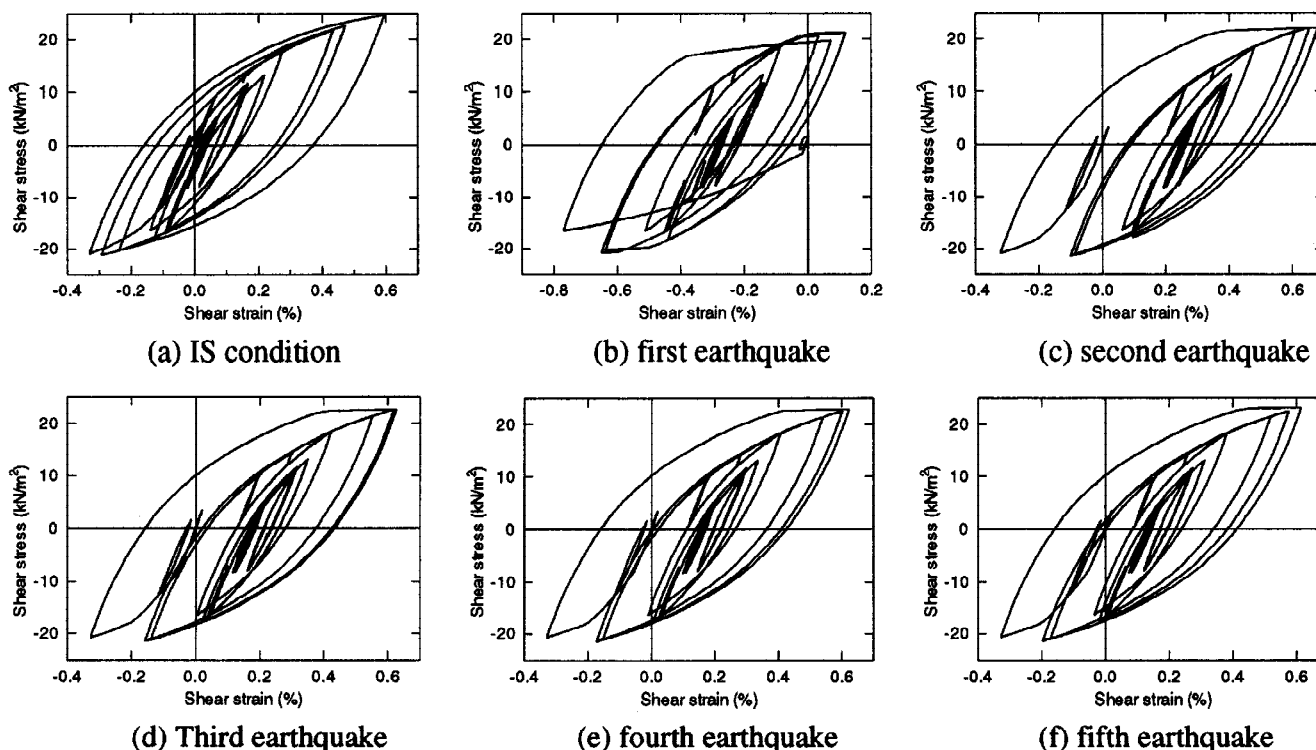 Shear stress (kN/m²)
20
10
0
-10
-20
-0.4 -0.2 0.0 0.2 0.4 0.6
Shear strain (%)
(a) IS condition
Shear stress (kN/m²)
20
10
0
-10
-20
-0.8 -0.6 -0.4 -0.2 0.0 0.2
Shear strain (%)
(b) first earthquake
Shear stress (kN/m²)
20
10
0
-10
-20
-0.4 -0.2 0.0 0.2 0.4 0.6
Shear strain (%)
(c) second earthquake
Shear stress (kN/m²)
20
10
0
-10
-20
-0.4 -0.2 0.0 0.2 0.4 0.6
Shear strain (%)
(d) Third earthquake
Shear stress (kN/m²)
20
10
0
-10
-20
-0.4 -0.2 0.0 0.2 0.4 0.6
Shear strain (%)
(e) fourth earthquake
Shear stress (kN/m²)
20
10
0
-10
-20
-0.4 -0.2 0.0 0.2 0.4 0.6
Shear strain (%)
(f) fifth earthquake